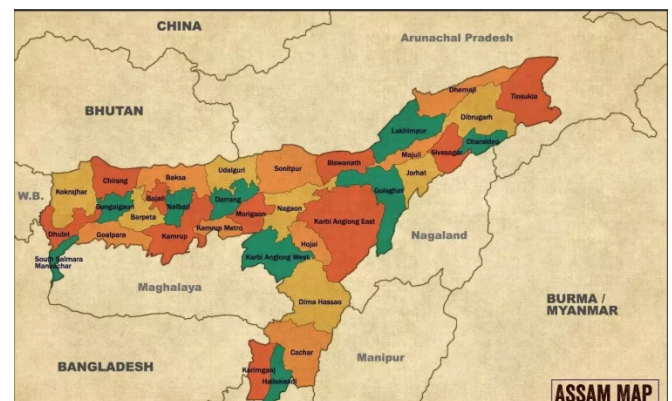 CHINA
Arunachal Pradesh
BHUTAN
Dhemaji
Tinsukia
Dibrugarh
Lakhimpur
Charaideo
Sivasagar
Majuli
Biswanath
Jorhat
Sonitpur
Udalguri
Baksa
Chirang
Kokrajhar
W.B.
Bongaigaon
Bajali
Nalbari
Darrang
Barpeta
Morigaon
Nagaon
Golaghat
Karbi Anglong East
Dhubri
Goalpara
Kamrup
Kamrup Metro
Nagaland
Hojai
Karbi Anglong West
South Salmara
Mankachar
Maghalaya
Dima Hassao
BURMA /
MYANMAR
BANGLADESH
Cachar
Manipur
Karimganj
Hailakandi
ASSAM MAP